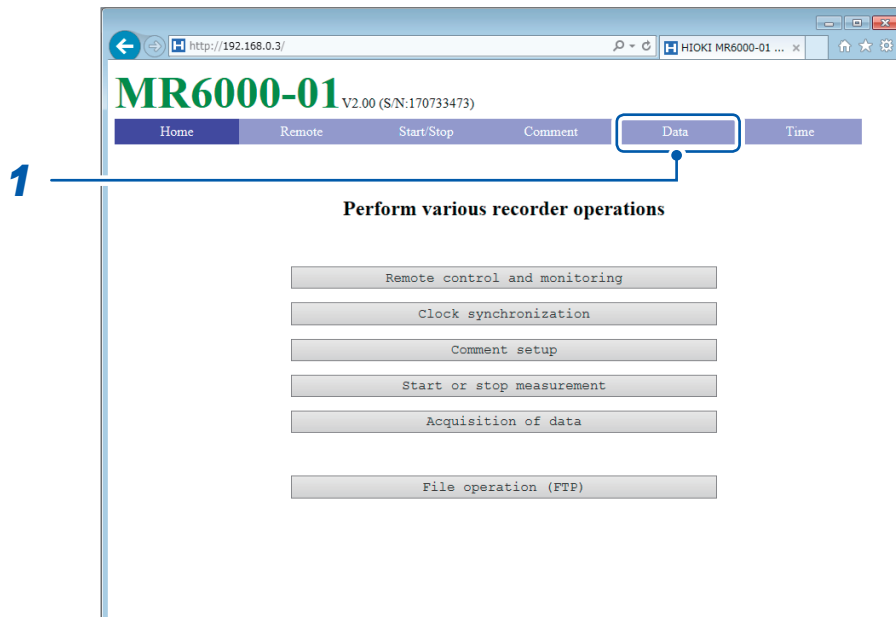 http://192.168.0.3/
HIOKI MR6000-01 ...
MR6000-01 V2.00 (S/N:170733473)
Home Remote Start/Stop Comment Data Time
1
Perform various recorder operations
Remote control and monitoring
Clock synchronization
Comment setup
Start or stop measurement
Acquisition of data
File operation (FTP)